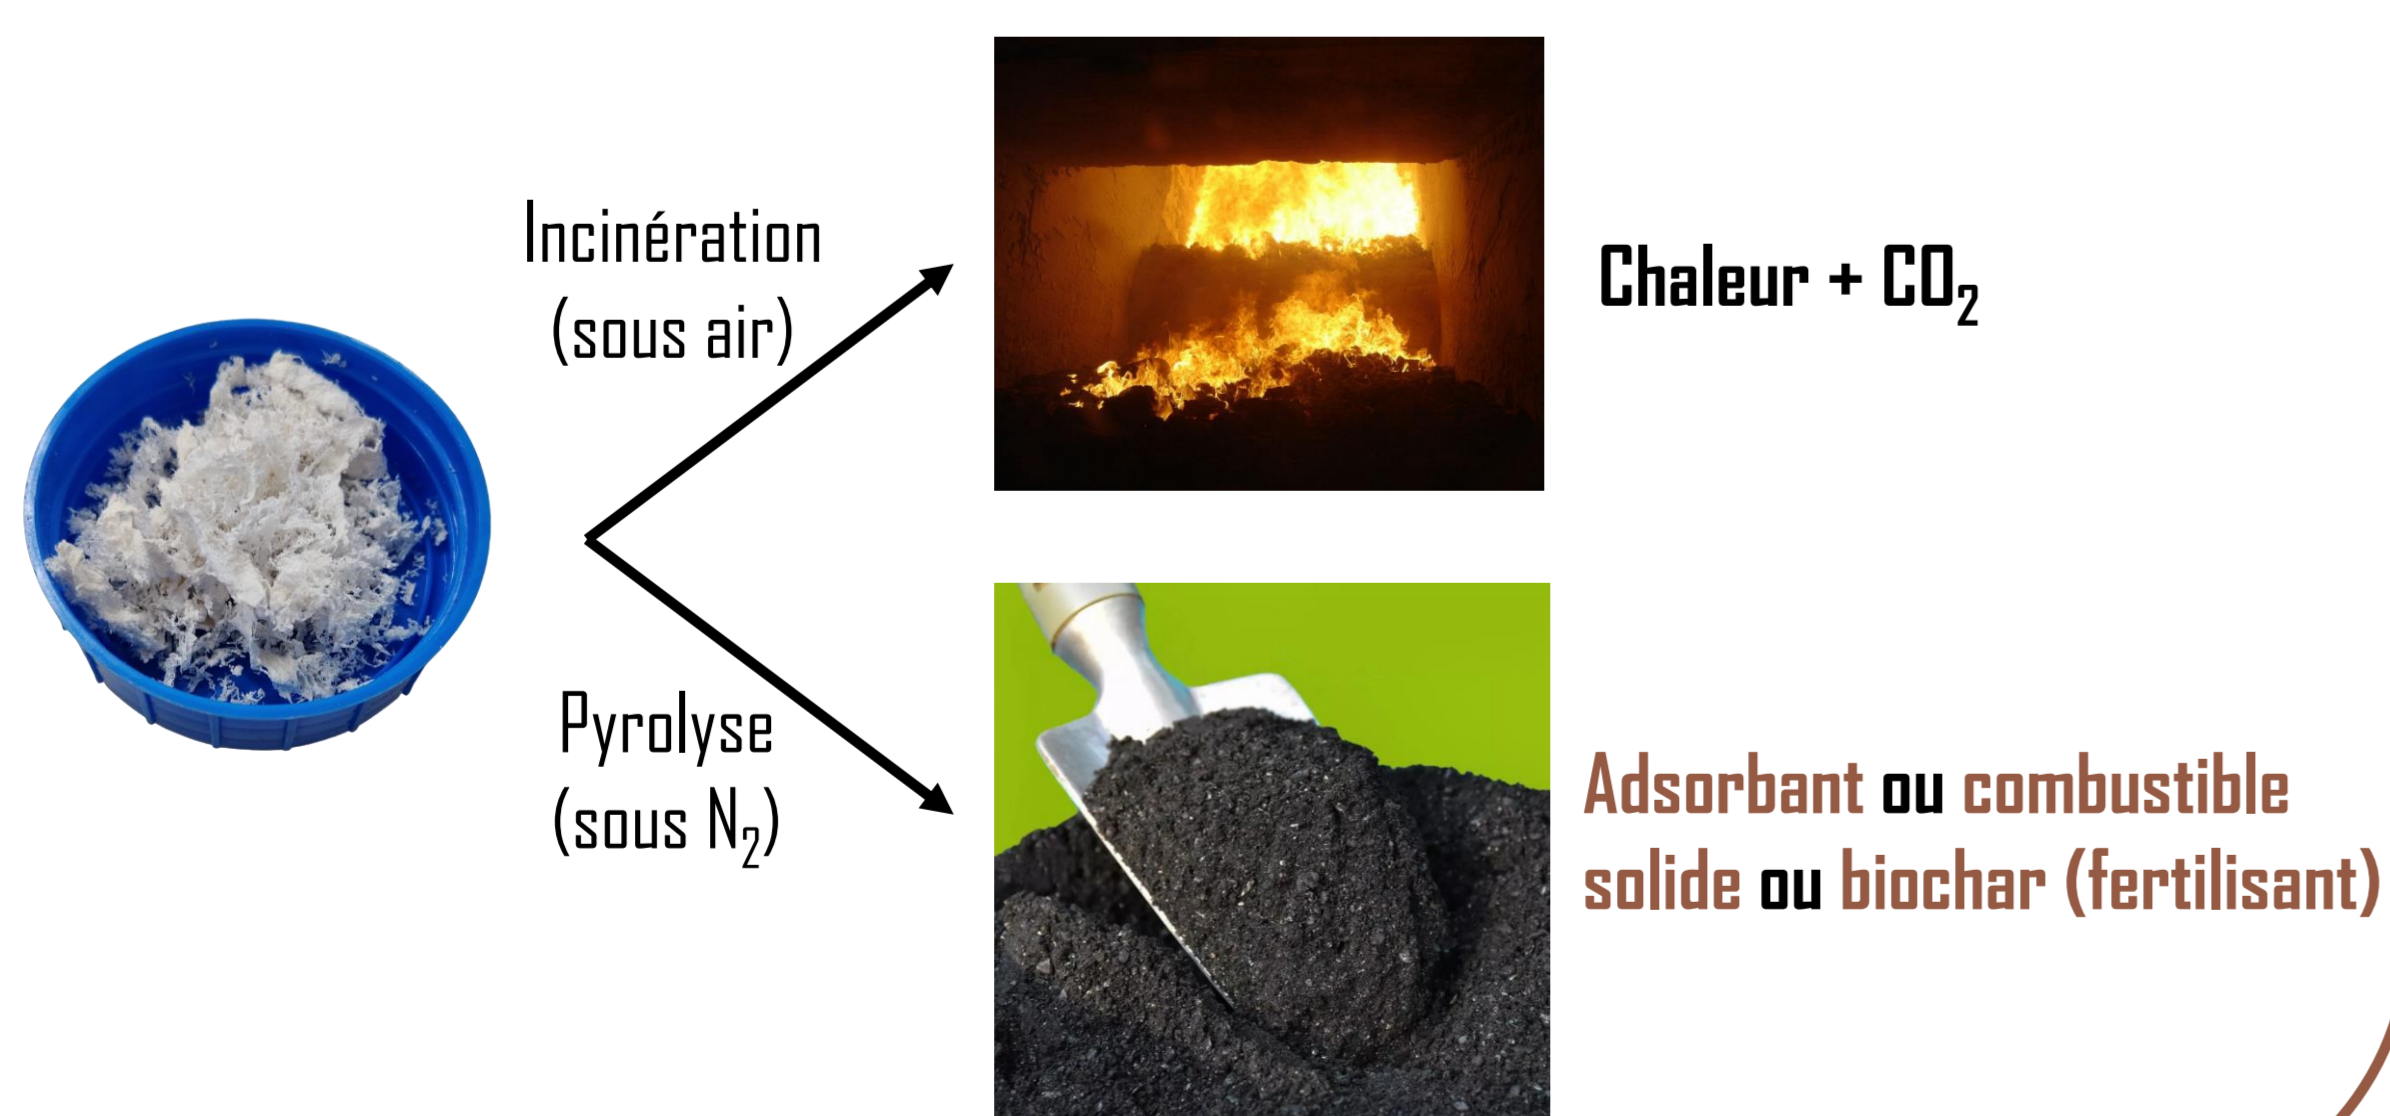 Incinération
(sous air)
Chaleur + CO₂
Pyrolyse
(sous N₂)
Adsorbant ou combustible
solide ou biochar (fertilisant)